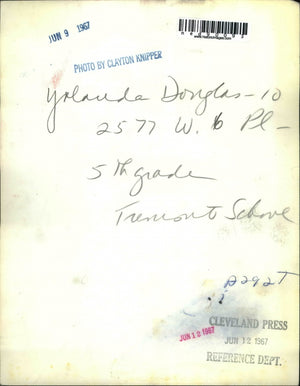 JUN 9 1967
PHOTO BY CLAYTON KNIPPER
Yolanda Douglas - 10
2577 W. 6 Pl -
5th grade
Tremont School
CLEVELAND PRESS
JUN 12 1967
JUN 12 1967
REFERENCE DEPT.